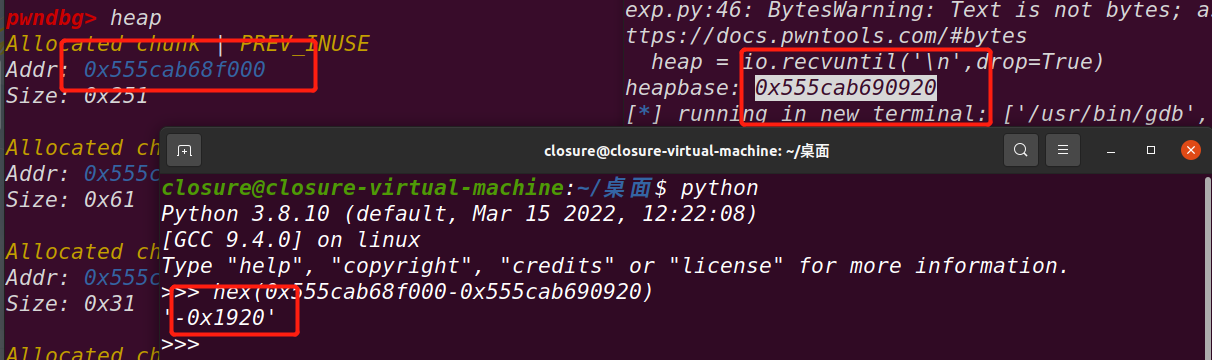 pwndbg> heap
Allocated chunk | PREV_INUSE
Addr: 0x555cab68f000
Size: 0x251
Allocated ch
Addr: 0x555c
Size: 0x61
Allocated ch
Addr: 0x555c
Size: 0x31
Allocated ch
exp.py:46: BytesWarning: Text is not bytes; as
ttps://docs.pwntools.com/#bytes
heap = io.recvuntil('\n',drop=True)
heapbase: 0x555cab690920
[*] running in new terminal: ['/usr/bin/gdb',
closure@closure-virtual-machine: ~/桌面
closure@closure-virtual-machine:~/桌面$ python
Python 3.8.10 (default, Mar 15 2022, 12:22:08)
[GCC 9.4.0] on linux
Type "help", "copyright", "credits" or "license" for more information.
>>> hex(0x555cab68f000-0x555cab690920)
'-0x1920'
>>>